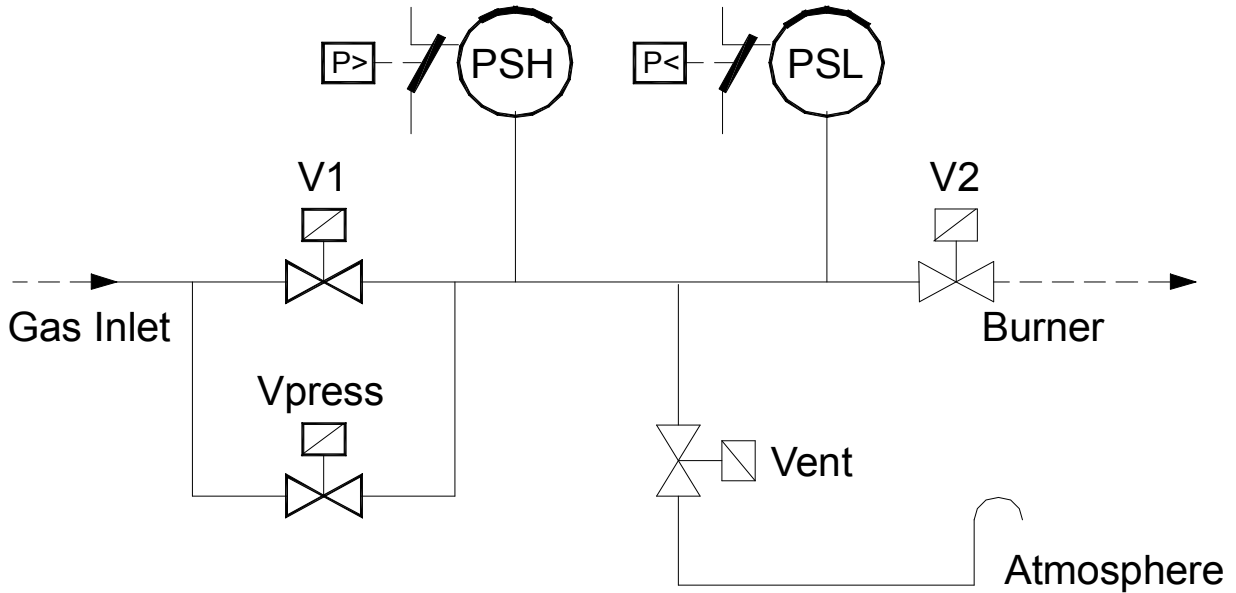 P>
PSH
P<
PSL
V1
V2
Gas Inlet
Burner
Vpress
Vent
Atmosphere